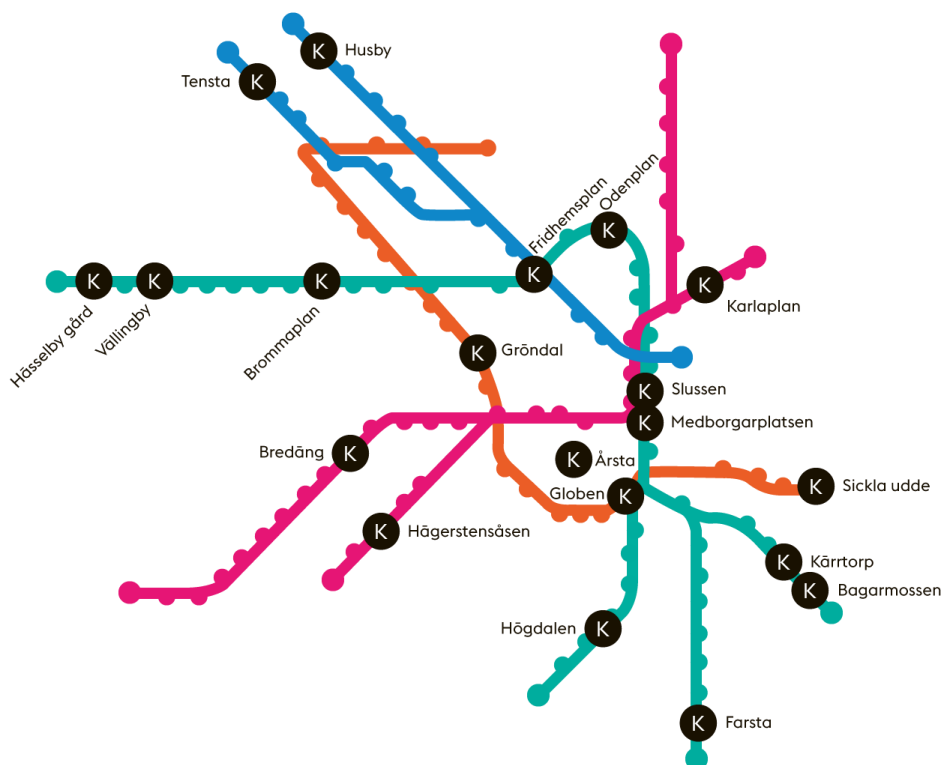 K Husby
Tensta K
Fridhemsplan K
Odenplan K
Hässelby gård K
Vällingby K
Brommaplan K
K Karlaplan
K Gröndal
K Slussen
K Medborgarplatsen
Bredäng K
K Årsta
Globen K
K Sickla udde
K Hägerstensåsen
K Kärrtorp
K Bagarmossen
Högdalen K
K Farsta